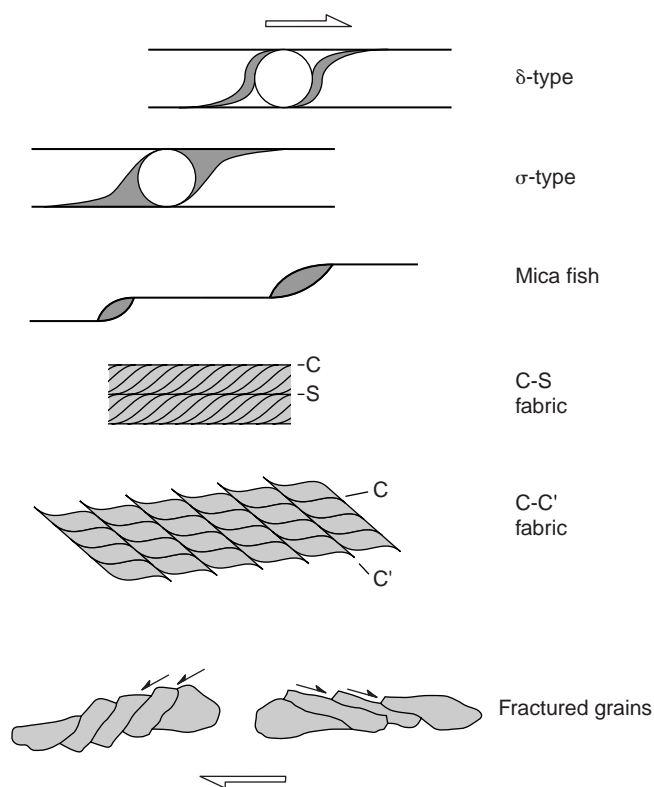 δ-type
σ-type
Mica fish
C
S
C-S
fabric
C
C'
C-C'
fabric
Fractured grains